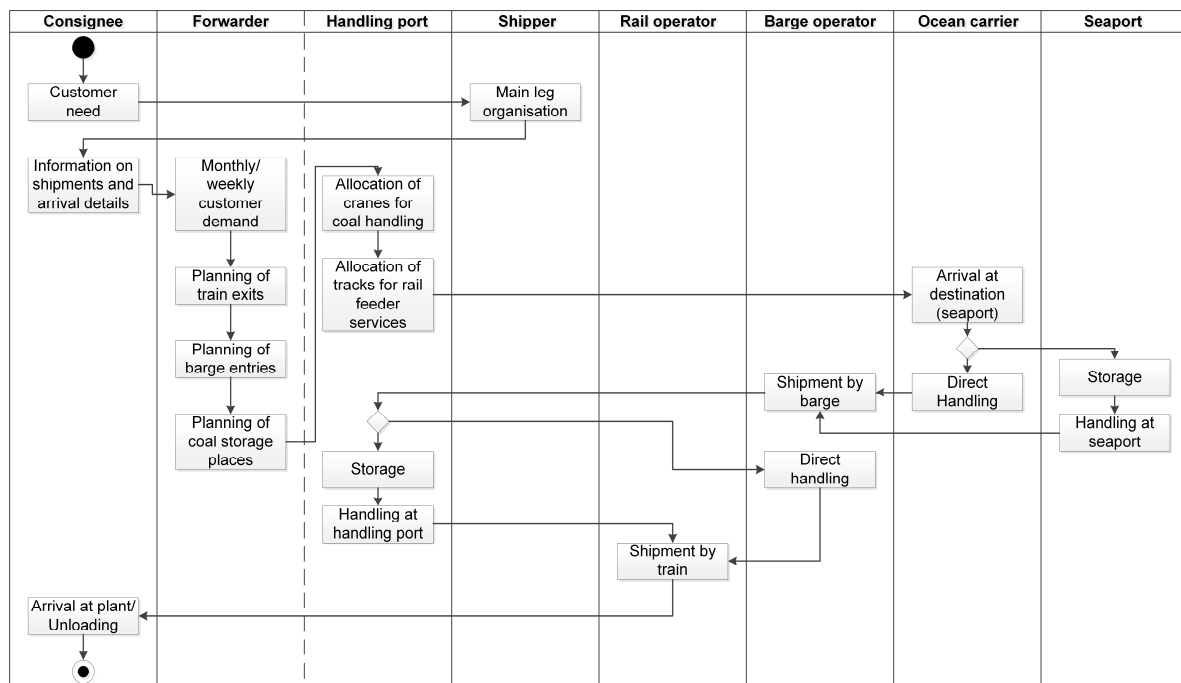 Consignee
Forwarder
Handling port
Shipper
Rail operator
Barge operator
Ocean carrier
Seaport
Customer
need
Main leg
organisation
Information on
shipments and
arrival details
Monthly/
weekly
customer
demand
Allocation of
cranes for
coal handling
Planning of
train exits
Allocation of
tracks for rail
feeder
services
Arrival at
destination
(seaport)
Planning of
barge entries
Shipment by
barge
Direct
Handling
Storage
Planning of
coal storage
places
Handling at
seaport
Storage
Direct
handling
Handling at
handling port
Shipment by
train
Arrival at plant/
Unloading